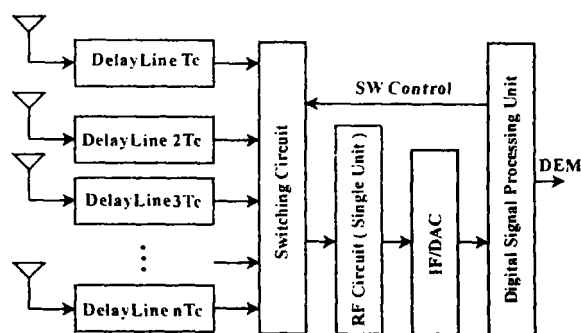 DelayLine Tc
DelayLine 2Tc
DelayLine3Tc
DelayLine nTc
Switching Circuit
SW Control
RF Circuit ( Single Unit )
IF/DAC
Digital Signal Processing Unit
DEM